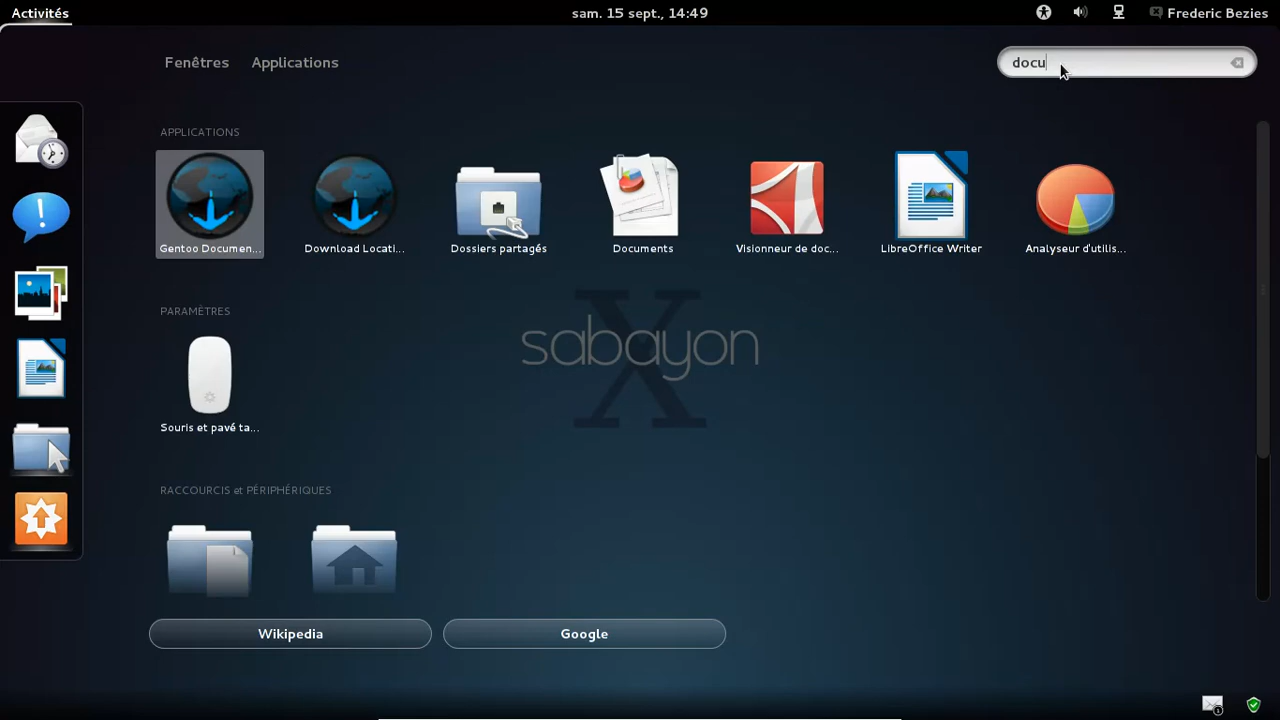 Activités
sam. 15 sept., 14:49
Frederic Bezies
Fenêtres
Applications
docu
APPLICATIONS
Gentoo Documen...
Download Locati...
Dossiers partagés
Documents
Visionneur de doc...
LibreOffice Writer
Analyseur d'utilis...
PARAMÈTRES
Souris et pavé ta...
sabayon
X
RACCOURCIS et PÉRIPHÉRIQUES
Wikipedia
Google